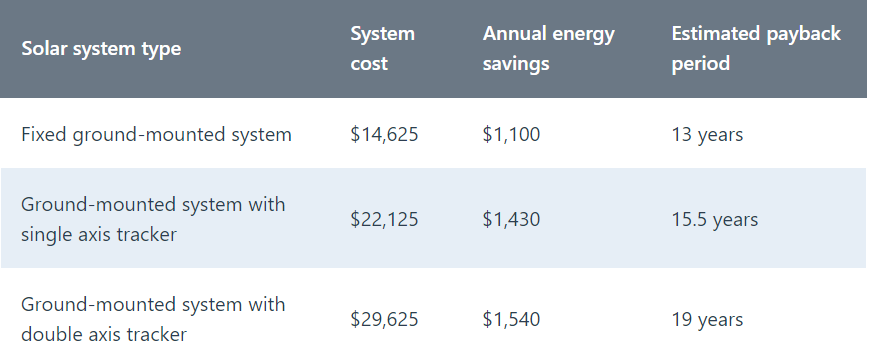 Solar system type
System
cost
Annual energy
savings
Estimated payback
period
Fixed ground-mounted system
$14,625
$1,100
13 years
Ground-mounted system with
single axis tracker
$22,125
$1,430
15.5 years
Ground-mounted system with
double axis tracker
$29,625
$1,540
19 years